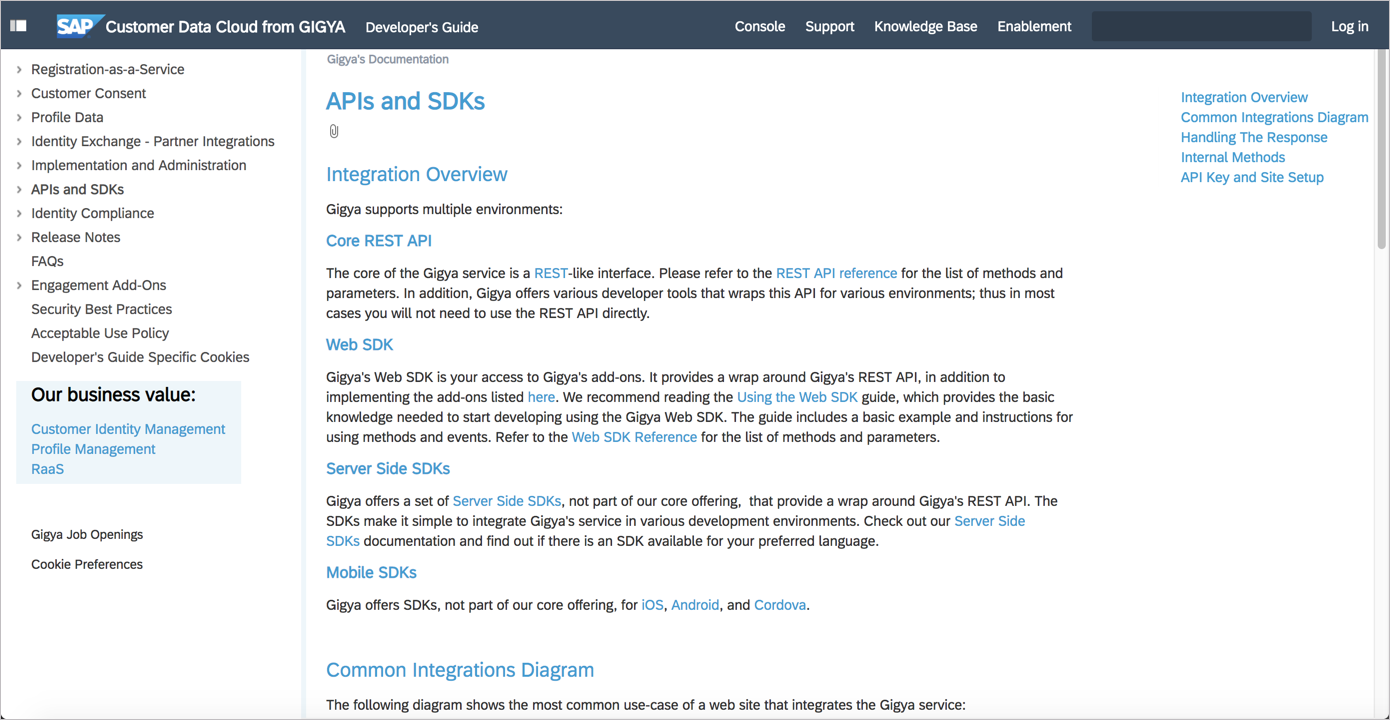 SAP Customer Data Cloud from GIGYA Developer's Guide Console Support Knowledge Base Enablement Log in
Registration-as-a-Service
Customer Consent
Profile Data
Identity Exchange - Partner Integrations
Implementation and Administration
APIs and SDKs
Identity Compliance
Release Notes
FAQs
Engagement Add-Ons
Security Best Practices
Acceptable Use Policy
Developer's Guide Specific Cookies
Our business value:
Customer Identity Management
Profile Management
RaaS
Gigya Job Openings
Cookie Preferences
Gigya's Documentation
APIs and SDKs
Integration Overview
Gigya supports multiple environments:
Core REST API
The core of the Gigya service is a REST-like interface. Please refer to the REST API reference for the list of methods and
parameters. In addition, Gigya offers various developer tools that wraps this API for various environments; thus in most
cases you will not need to use the REST API directly.
Web SDK
Gigya's Web SDK is your access to Gigya's add-ons. It provides a wrap around Gigya's REST API, in addition to
implementing the add-ons listed here. We recommend reading the Using the Web SDK guide, which provides the basic
knowledge needed to start developing using the Gigya Web SDK. The guide includes a basic example and instructions for
using methods and events. Refer to the Web SDK Reference for the list of methods and parameters.
Server Side SDKs
Gigya offers a set of Server Side SDKs, not part of our core offering, that provide a wrap around Gigya's REST API. The
SDKs make it simple to integrate Gigya's service in various development environments. Check out our Server Side
SDKs documentation and find out if there is an SDK available for your preferred language.
Mobile SDKs
Gigya offers SDKs, not part of our core offering, for iOS, Android, and Cordova.
Common Integrations Diagram
The following diagram shows the most common use-case of a web site that integrates the Gigya service:
Integration Overview
Common Integrations Diagram
Handling The Response
Internal Methods
API Key and Site Setup